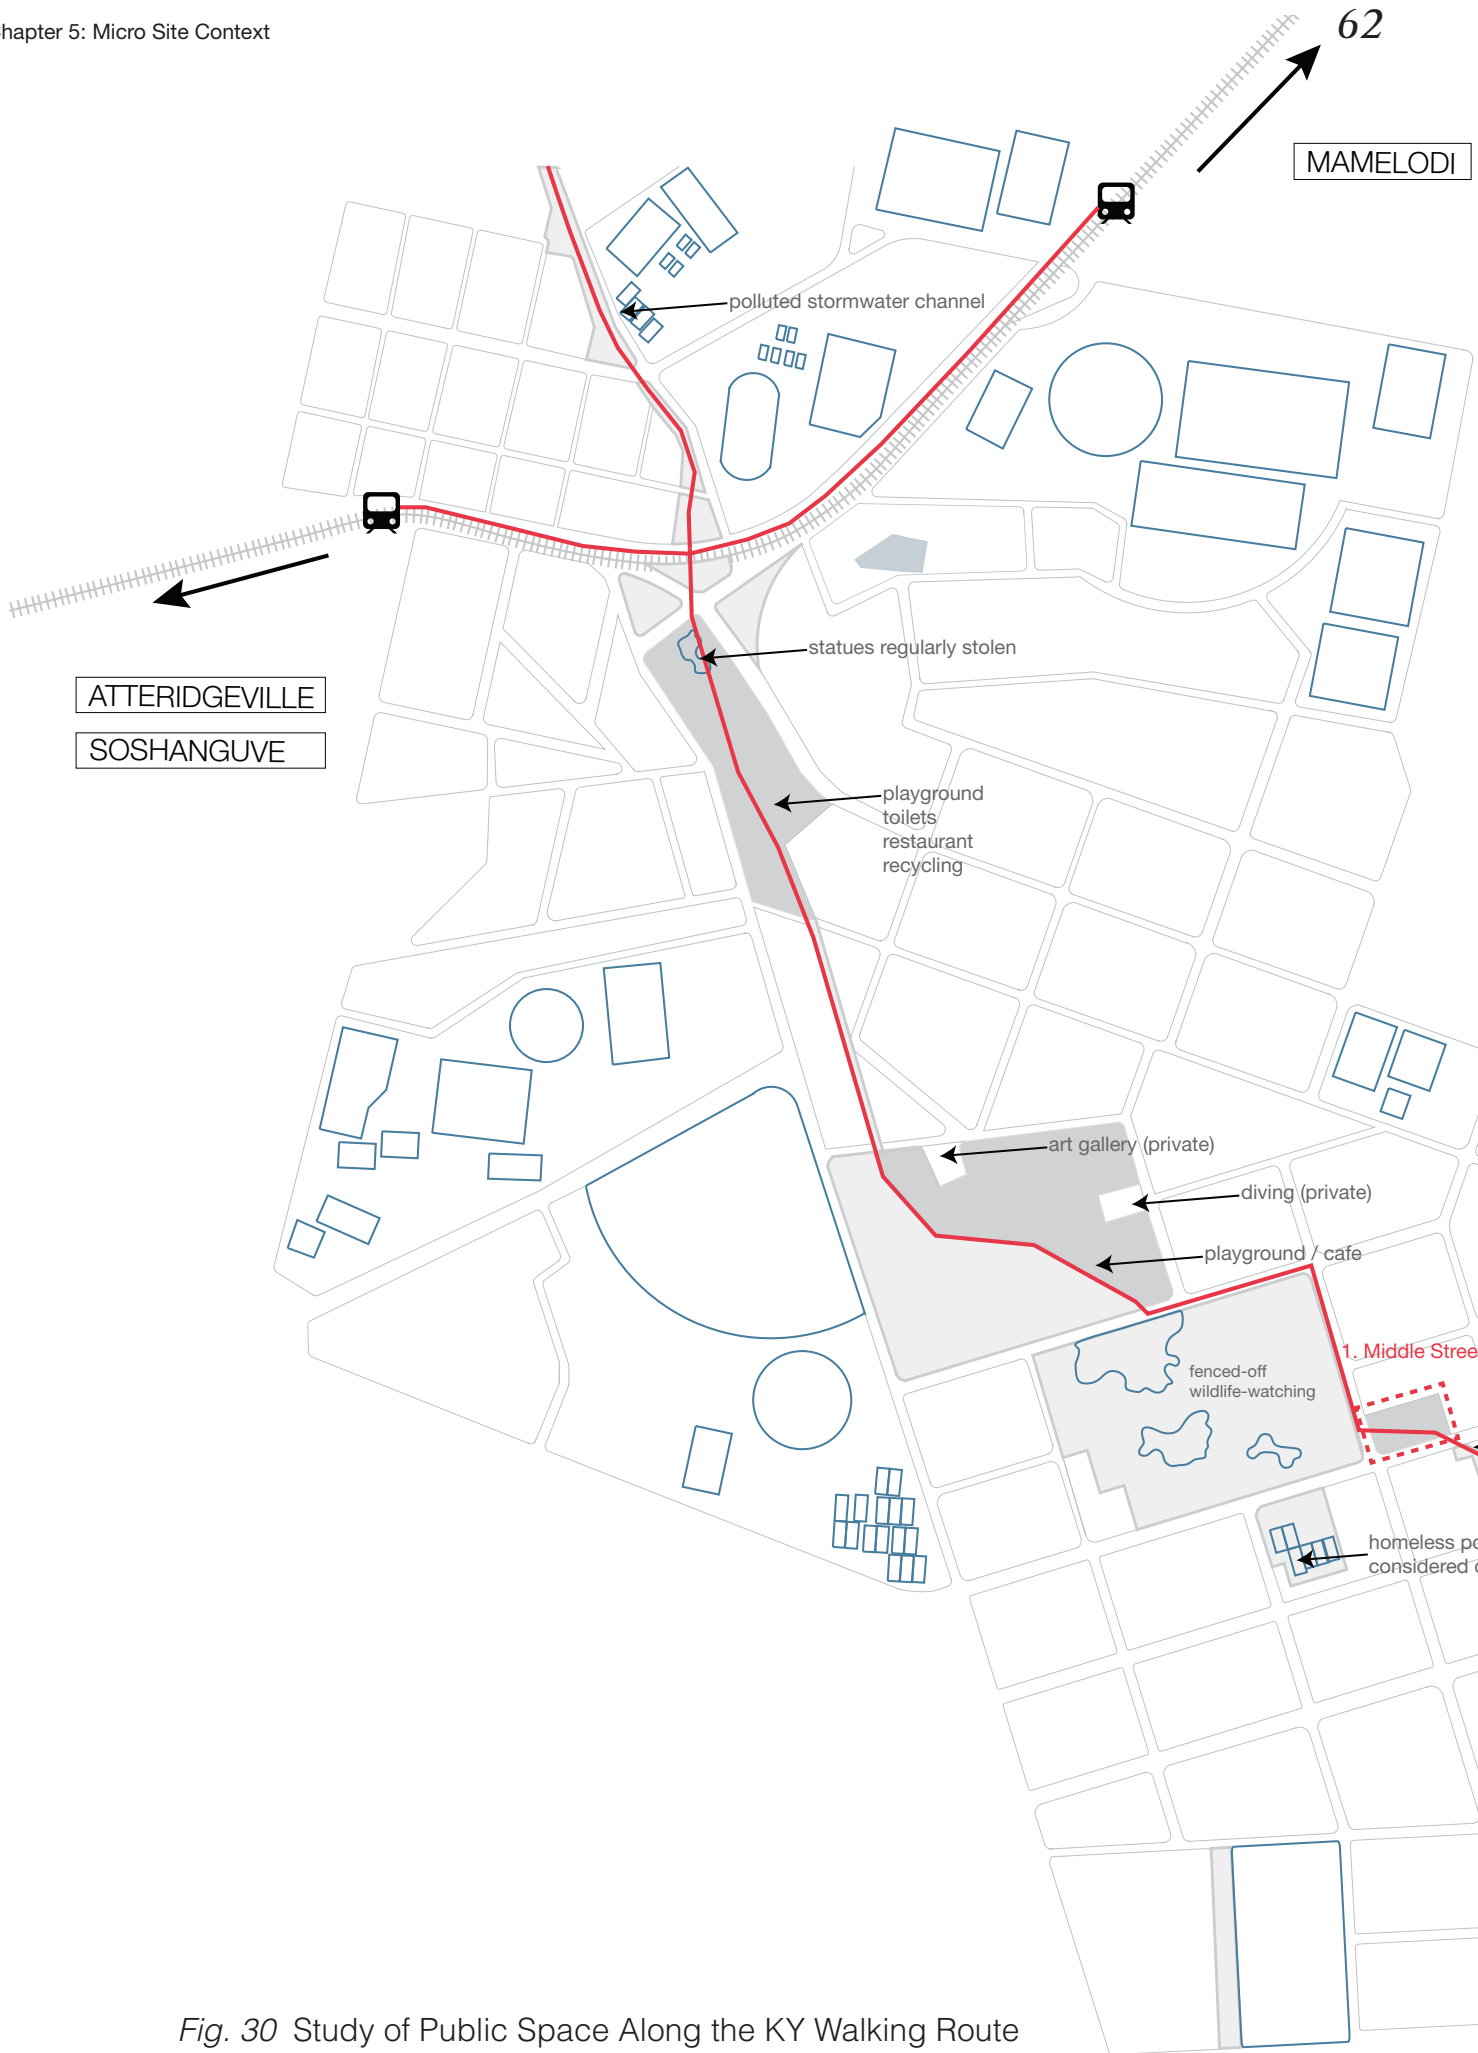 hapter 5: Micro Site Context
62
MAMELODI
polluted stormwater channel
statues regularly stolen
ATTERIDGEVILLE
SOSHANGUVE
playground
toilets
restaurant
recycling
art gallery (private)
diving (private)
playground / cafe
1. Middle Stree
fenced-off
wildlife-watching
homeless
considered
Fig. 30 Study of Public Space Along the KY Walking Route